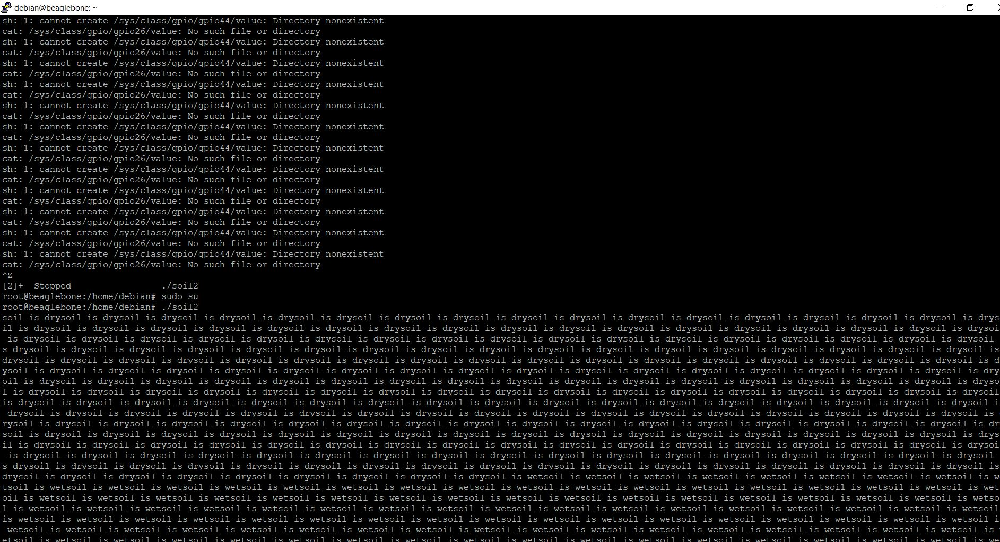 debian@beaglebone: ~
sh: 1: cannot create /sys/class/gpio/gpio44/value: Directory nonexistent
cat: /sys/class/gpio/gpio26/value: No such file or directory
sh: 1: cannot create /sys/class/gpio/gpio44/value: Directory nonexistent
cat: /sys/class/gpio/gpio26/value: No such file or directory
sh: 1: cannot create /sys/class/gpio/gpio44/value: Directory nonexistent
cat: /sys/class/gpio/gpio26/value: No such file or directory
sh: 1: cannot create /sys/class/gpio/gpio44/value: Directory nonexistent
cat: /sys/class/gpio/gpio26/value: No such file or directory
sh: 1: cannot create /sys/class/gpio/gpio44/value: Directory nonexistent
cat: /sys/class/gpio/gpio26/value: No such file or directory
sh: 1: cannot create /sys/class/gpio/gpio44/value: Directory nonexistent
cat: /sys/class/gpio/gpio26/value: No such file or directory
sh: 1: cannot create /sys/class/gpio/gpio44/value: Directory nonexistent
cat: /sys/class/gpio/gpio26/value: No such file or directory
sh: 1: cannot create /sys/class/gpio/gpio44/value: Directory nonexistent
cat: /sys/class/gpio/gpio26/value: No such file or directory
sh: 1: cannot create /sys/class/gpio/gpio44/value: Directory nonexistent
cat: /sys/class/gpio/gpio26/value: No such file or directory
sh: 1: cannot create /sys/class/gpio/gpio44/value: Directory nonexistent
cat: /sys/class/gpio/gpio26/value: No such file or directory
sh: 1: cannot create /sys/class/gpio/gpio44/value: Directory nonexistent
cat: /sys/class/gpio/gpio26/value: No such file or directory
sh: 1: cannot create /sys/class/gpio/gpio44/value: Directory nonexistent
cat: /sys/class/gpio/gpio26/value: No such file or directory
^Z
[2]+  Stopped                 ./soil2
root@beaglebone:/home/debian# sudo su
root@beaglebone:/home/debian# ./soil2
soil is drysoil is drysoil is drysoil is drysoil is drysoil is drysoil is drysoil is drysoil is drysoil is drysoil is drysoil is drysoil is drysoil is drysoil is drysoil is drysoil is drys
il is drysoil is drysoil is drysoil is drysoil is drysoil is drysoil is drysoil is drysoil is drysoil is drysoil is drysoil is drysoil is drysoil is drysoil is drysoil is drysoil is drysoi
 is drysoil is drysoil is drysoil is drysoil is drysoil is drysoil is drysoil is drysoil is drysoil is drysoil is drysoil is drysoil is drysoil is drysoil is drysoil is drysoil is drysoil
s drysoil is drysoil is drysoil is drysoil is drysoil is drysoil is drysoil is drysoil is drysoil is drysoil is drysoil is drysoil is drysoil is drysoil is drysoil is drysoil is drysoil is
drysoil is drysoil is drysoil is drysoil is drysoil is drysoil is drysoil is drysoil is drysoil is drysoil is drysoil is drysoil is drysoil is drysoil is drysoil is drysoil is drysoil is d
ysoil is drysoil is drysoil is drysoil is drysoil is drysoil is drysoil is drysoil is drysoil is drysoil is drysoil is drysoil is drysoil is drysoil is drysoil is drysoil is drysoil is dry
oil is drysoil is drysoil is drysoil is drysoil is drysoil is drysoil is drysoil is drysoil is drysoil is drysoil is drysoil is drysoil is drysoil is drysoil is drysoil is drysoil is dryso
l is drysoil is drysoil is drysoil is drysoil is drysoil is drysoil is drysoil is drysoil is drysoil is drysoil is drysoil is drysoil is drysoil is drysoil is drysoil is drysoil is drysoil
is drysoil is drysoil is drysoil is drysoil is drysoil is drysoil is drysoil is drysoil is drysoil is drysoil is drysoil is drysoil is drysoil is drysoil is drysoil is drysoil is drysoil i
 drysoil is drysoil is drysoil is drysoil is drysoil is drysoil is drysoil is drysoil is drysoil is drysoil is drysoil is drysoil is drysoil is drysoil is drysoil is drysoil is drysoil is
rysoil is drysoil is drysoil is drysoil is drysoil is drysoil is drysoil is drysoil is drysoil is drysoil is drysoil is drysoil is drysoil is drysoil is drysoil is drysoil is drysoil is dr
soil is drysoil is drysoil is drysoil is drysoil is drysoil is drysoil is drysoil is drysoil is drysoil is drysoil is drysoil is drysoil is drysoil is drysoil is drysoil is drysoil is drys
il is drysoil is drysoil is drysoil is drysoil is drysoil is drysoil is drysoil is drysoil is drysoil is drysoil is drysoil is drysoil is drysoil is drysoil is drysoil is drysoil is drysoi
 is drysoil is drysoil is drysoil is drysoil is drysoil is drysoil is drysoil is drysoil is drysoil is drysoil is drysoil is drysoil is drysoil is drysoil is drysoil is drysoil is drysoil
s drysoil is drysoil is drysoil is drysoil is drysoil is drysoil is drysoil is drysoil is drysoil is drysoil is drysoil is drysoil is drysoil is drysoil is drysoil is drysoil is drysoil is
drysoil is drysoil is drysoil is drysoil is drysoil is drysoil is drysoil is drysoil is drysoil is wetsoil is wetsoil is wetsoil is wetsoil is wetsoil is wetsoil is wetsoil is wetsoil is w
tsoil is wetsoil is wetsoil is wetsoil is wetsoil is wetsoil is wetsoil is wetsoil is wetsoil is wetsoil is wetsoil is wetsoil is wetsoil is wetsoil is wetsoil is wetsoil is wetsoil is wet
oil is wetsoil is wetsoil is wetsoil is wetsoil is wetsoil is wetsoil is wetsoil is wetsoil is wetsoil is wetsoil is wetsoil is wetsoil is wetsoil is wetsoil is wetsoil is wetsoil is wetso
l is wetsoil is wetsoil is wetsoil is wetsoil is wetsoil is wetsoil is wetsoil is wetsoil is wetsoil is wetsoil is wetsoil is wetsoil is wetsoil is wetsoil is wetsoil is wetsoil is wetsoil
is wetsoil is wetsoil is wetsoil is wetsoil is wetsoil is wetsoil is wetsoil is wetsoil is wetsoil is wetsoil is wetsoil is wetsoil is wetsoil is wetsoil is wetsoil is wetsoil is wetsoil i
 wetsoil is wetsoil is wetsoil is wetsoil is wetsoil is wetsoil is wetsoil is wetsoil is wetsoil is wetsoil is wetsoil is wetsoil is wetsoil is wetsoil is wetsoil is wetsoil is wetsoil is
etsoil is wetsoil is wetsoil is wetsoil is wetsoil is wetsoil is wetsoil is wetsoil is wetsoil is wetsoil is wetsoil is wetsoil is wetsoil is wetsoil is wetsoil is wetsoil is wetsoil is we